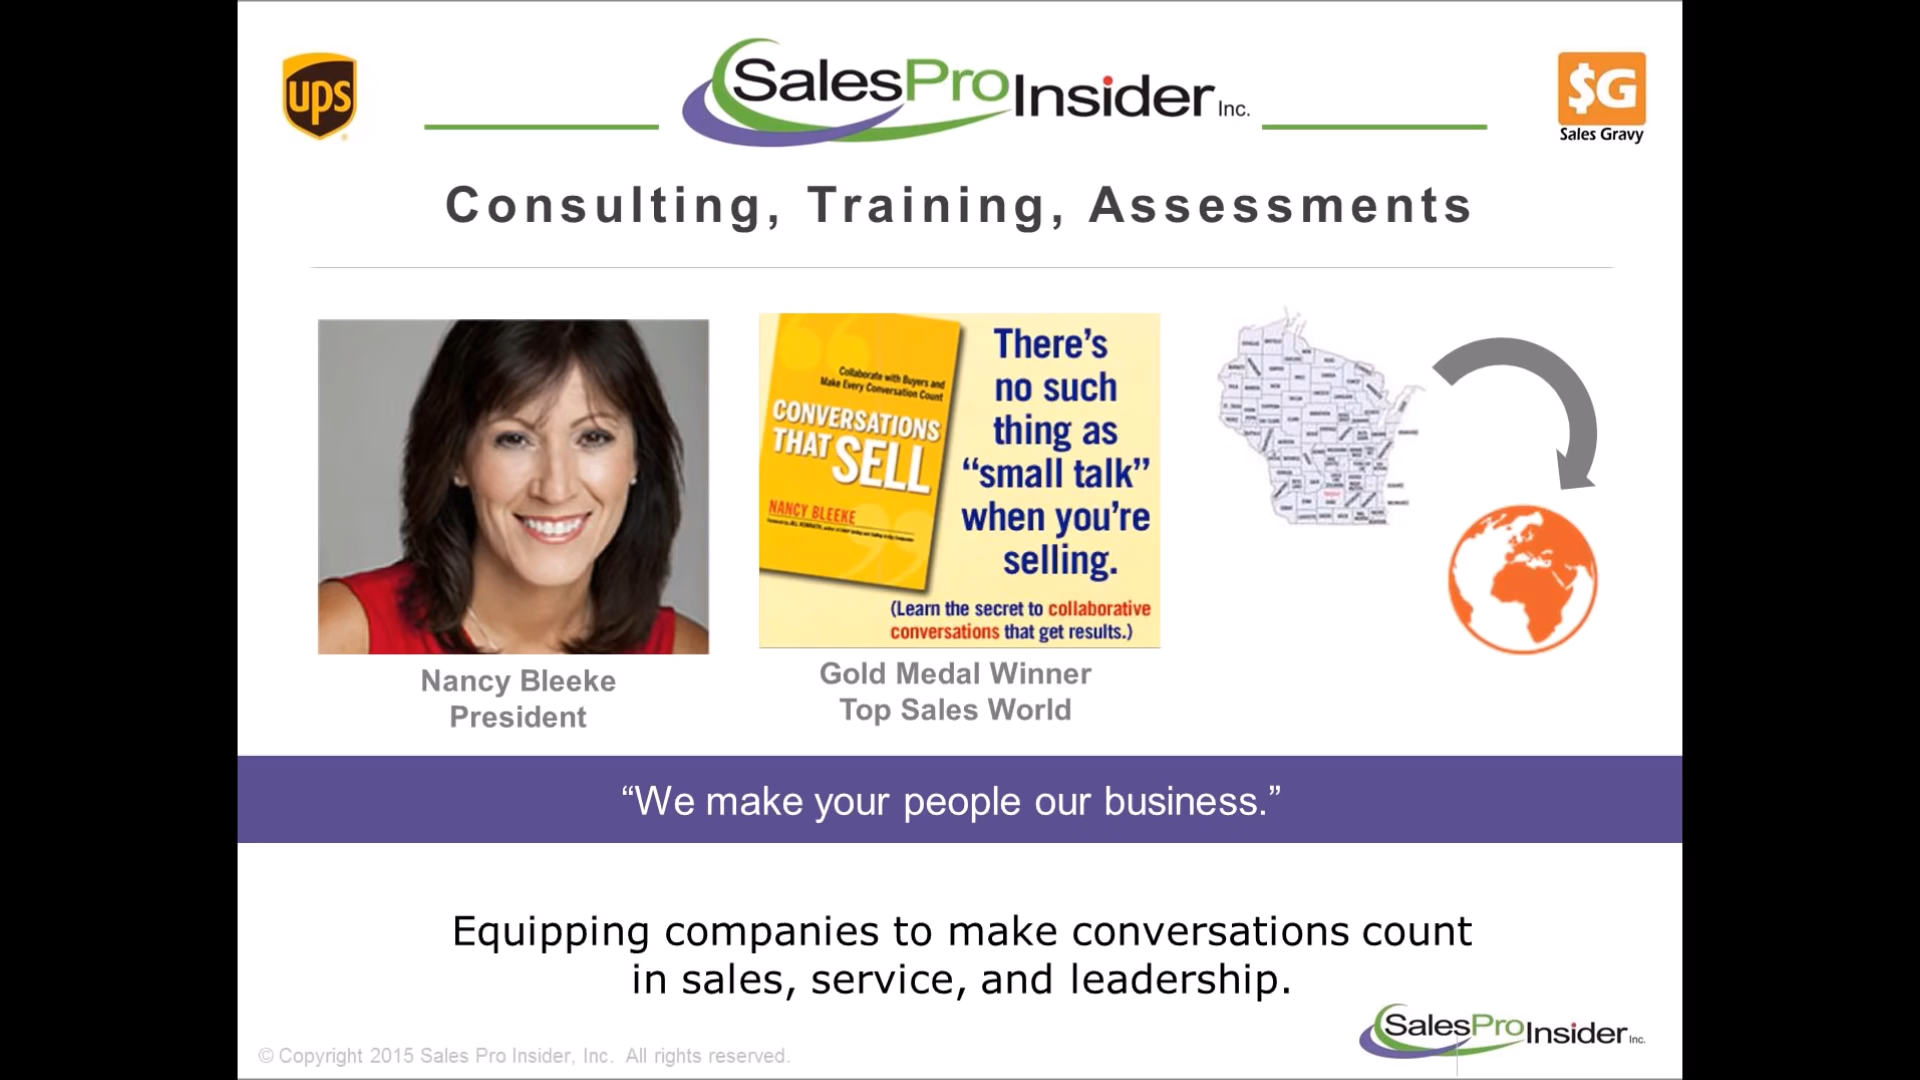 ups
SalesProInsider Inc.
$G
Sales Gravy
Consulting, Training, Assessments
Collaborate with Buyers and
Make Every Conversation Count
CONVERSATIONS
THAT SELL
NANCY BLEEKE
There's
no such
thing as
“small talk”
when you're
selling.
(Learn the secret to collaborative
conversations that get results.)
Nancy Bleeke
President
Gold Medal Winner
Top Sales World
“We make your people our business.”
Equipping companies to make conversations count
in sales, service, and leadership.
SalesProInsider Inc.
© Copyright 2015 Sales Pro Insider, Inc. All rights reserved.